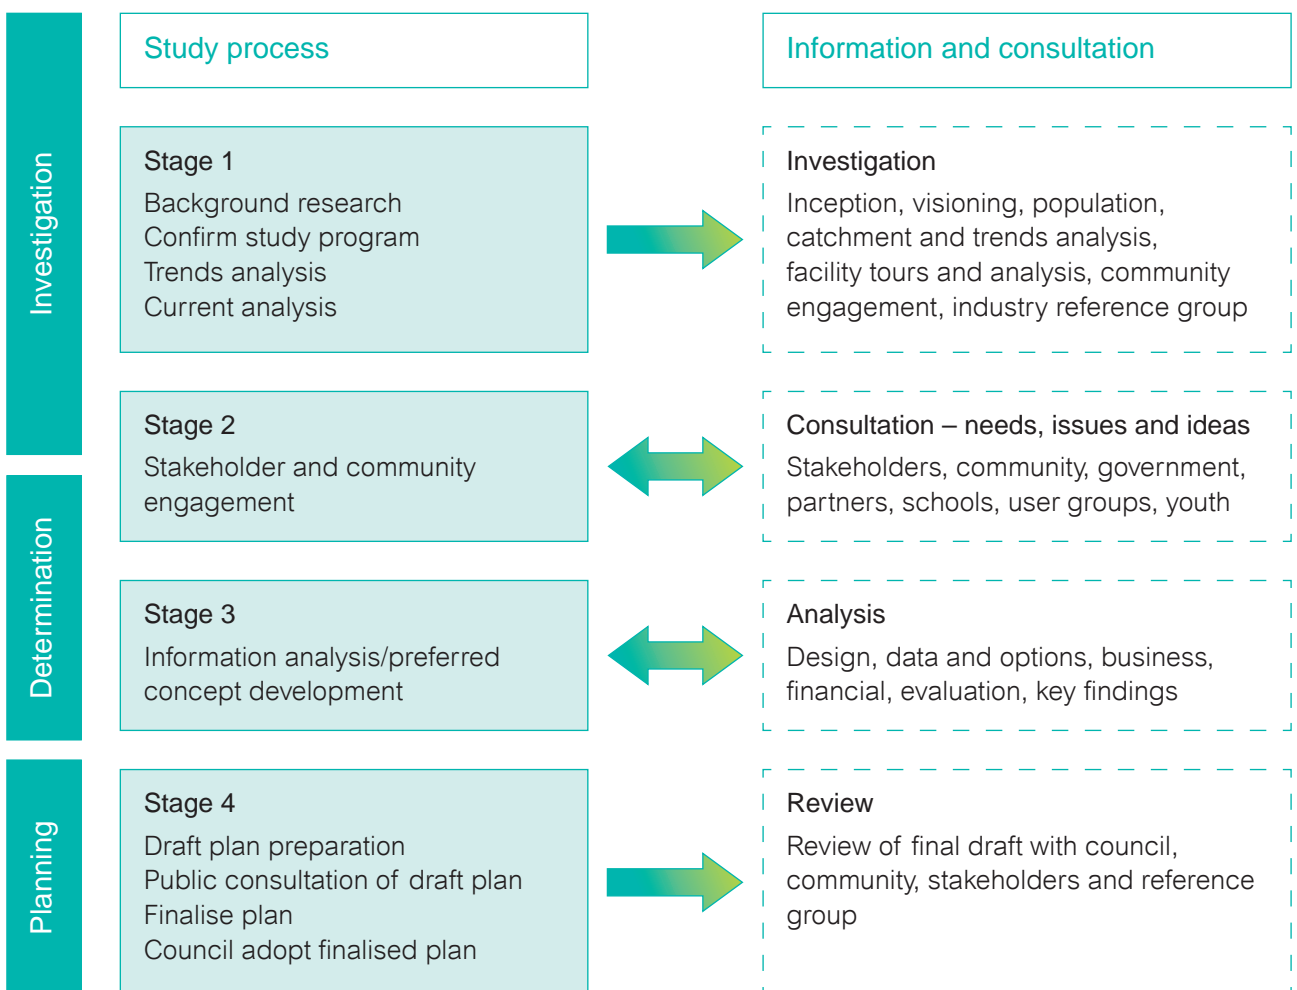 Study process
Information and consultation
Investigation
Stage 1
Background research
Confirm study program
Trends analysis
Current analysis
Investigation
Inception, visioning, population,
catchment and trends analysis,
facility tours and analysis, community
engagement, industry reference group
Stage 2
Stakeholder and community
engagement
Consultation – needs, issues and ideas
Stakeholders, community, government,
partners, schools, user groups, youth
Determination
Stage 3
Information analysis/preferred
concept development
Analysis
Design, data and options, business,
financial, evaluation, key findings
Planning
Stage 4
Draft plan preparation
Public consultation of draft plan
Finalise plan
Council adopt finalised plan
Review
Review of final draft with council,
community, stakeholders and reference
group